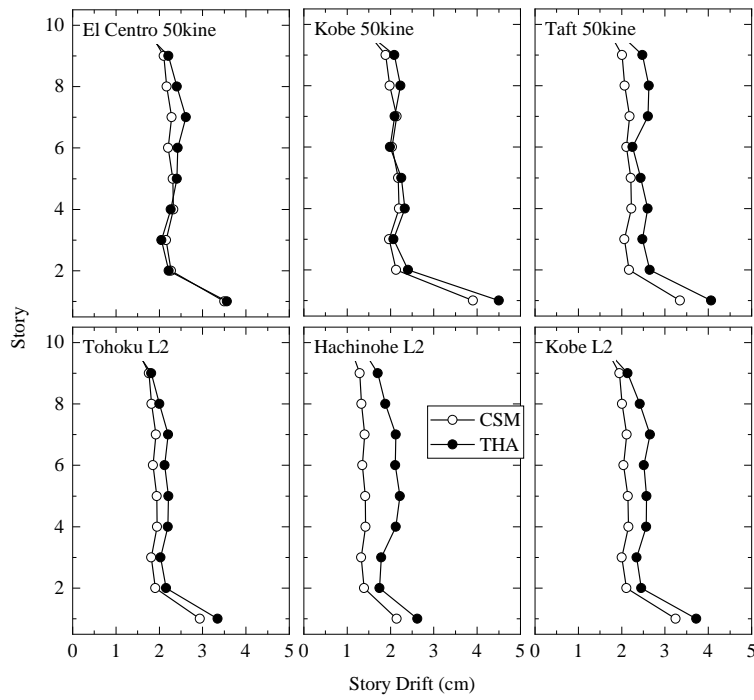 El Centro 50kine
Kobe 50kine
Taft 50kine
10
8
6
4
2
Story
Tohoku L2
Hachinohe L2
Kobe L2
CSM
THA
10
8
6
4
2
0 1 2 3 4 5
0 1 2 3 4 5
0 1 2 3 4 5
Story Drift (cm)